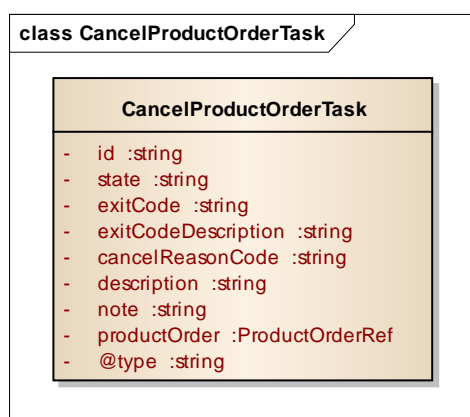 class CancelProductOrderTask
CancelProductOrderTask
- id :string
- state :string
- exitCode :string
- exitCodeDescription :string
- cancelReasonCode :string
- description :string
- note :string
- productOrder :ProductOrderRef
- @type :string